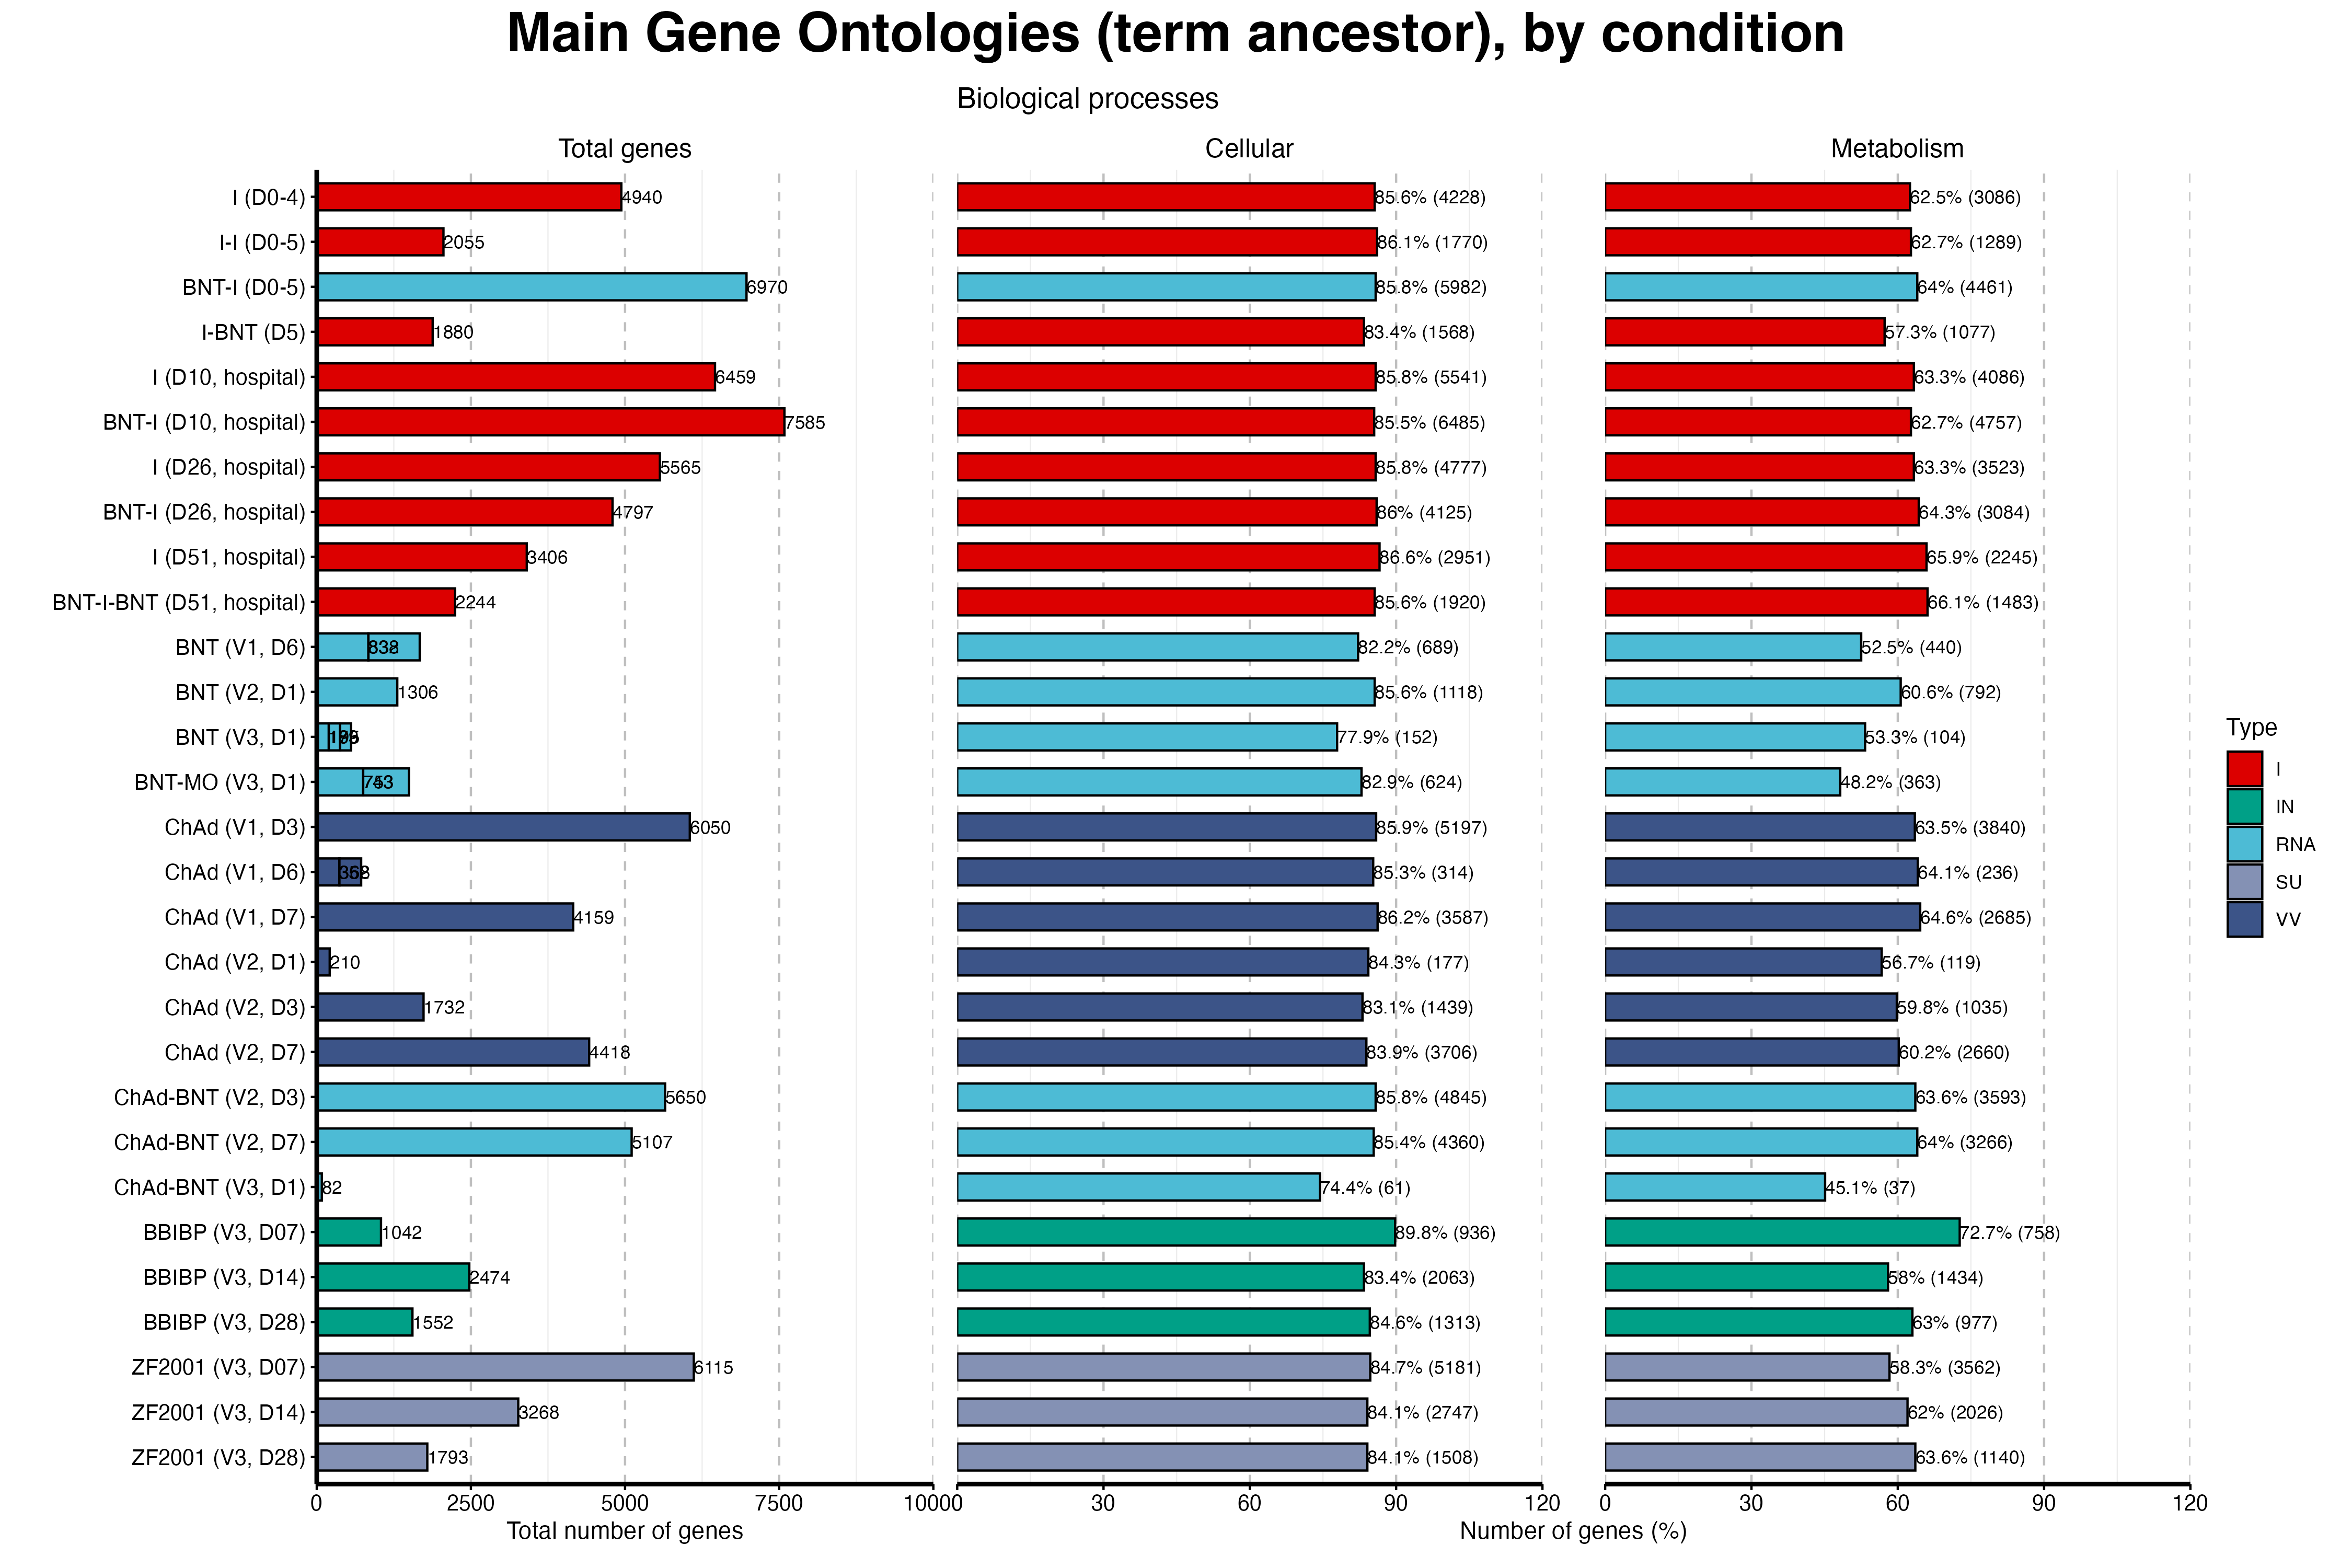 Main Gene Ontologies (term ancestor), by condition
Biological processes
Total genes Cellular Metabolism
I (D0-4) 4940 85.6% (4228) 62.5% (3086)
I-I (D0-5) 2055 86.1% (1770) 62.7% (1289)
BNT-I (D0-5) 6970 85.8% (5982) 64% (4461)
I-BNT (D5) 1880 83.4% (1568) 57.3% (1077)
I (D10, hospital) 6459 85.8% (5541) 63.3% (4086)
BNT-I (D10, hospital) 7585 85.5% (6485) 62.7% (4757)
I (D26, hospital) 5565 85.8% (4777) 63.3% (3523)
BNT-I (D26, hospital) 4797 86% (4125) 64.3% (3084)
I (D51, hospital) 3406 86.6% (2951) 65.9% (2245)
BNT-I-BNT (D51, hospital) 2244 85.6% (1920) 66.1% (1483)
BNT (V1, D6) 82.2% (689) 52.5% (440)
BNT (V2, D1) 1306 85.6% (1118) 60.6% (792)
BNT (V3, D1) 77.9% (152) 53.3% (104)
BNT-MO (V3, D1) 82.9% (624) 48.2% (363)
ChAd (V1, D3) 6050 85.9% (5197) 63.5% (3840)
ChAd (V1, D6) 85.3% (314) 64.1% (236)
ChAd (V1, D7) 4159 86.2% (3587) 64.6% (2685)
ChAd (V2, D1) 210 84.3% (177) 56.7% (119)
ChAd (V2, D3) 1732 83.1% (1439) 59.8% (1035)
ChAd (V2, D7) 4418 83.9% (3706) 60.2% (2660)
ChAd-BNT (V2, D3) 5650 85.8% (4845) 63.6% (3593)
ChAd-BNT (V2, D7) 5107 85.4% (4360) 64% (3266)
ChAd-BNT (V3, D1) 82 74.4% (61) 45.1% (37)
BBIBP (V3, D07) 1042 89.8% (936) 72.7% (758)
BBIBP (V3, D14) 2474 83.4% (2063) 58% (1434)
BBIBP (V3, D28) 1552 84.6% (1313) 63% (977)
ZF2001 (V3, D07) 6115 84.7% (5181) 58.3% (3562)
ZF2001 (V3, D14) 3268 84.1% (2747) 62% (2026)
ZF2001 (V3, D28) 1793 84.1% (1508) 63.6% (1140)
0 2500 5000 7500 10000 0 30 60 90 120 0 30 60 90 120
Total number of genes Number of genes (%)
Type
I
IN
RNA
SU
VV